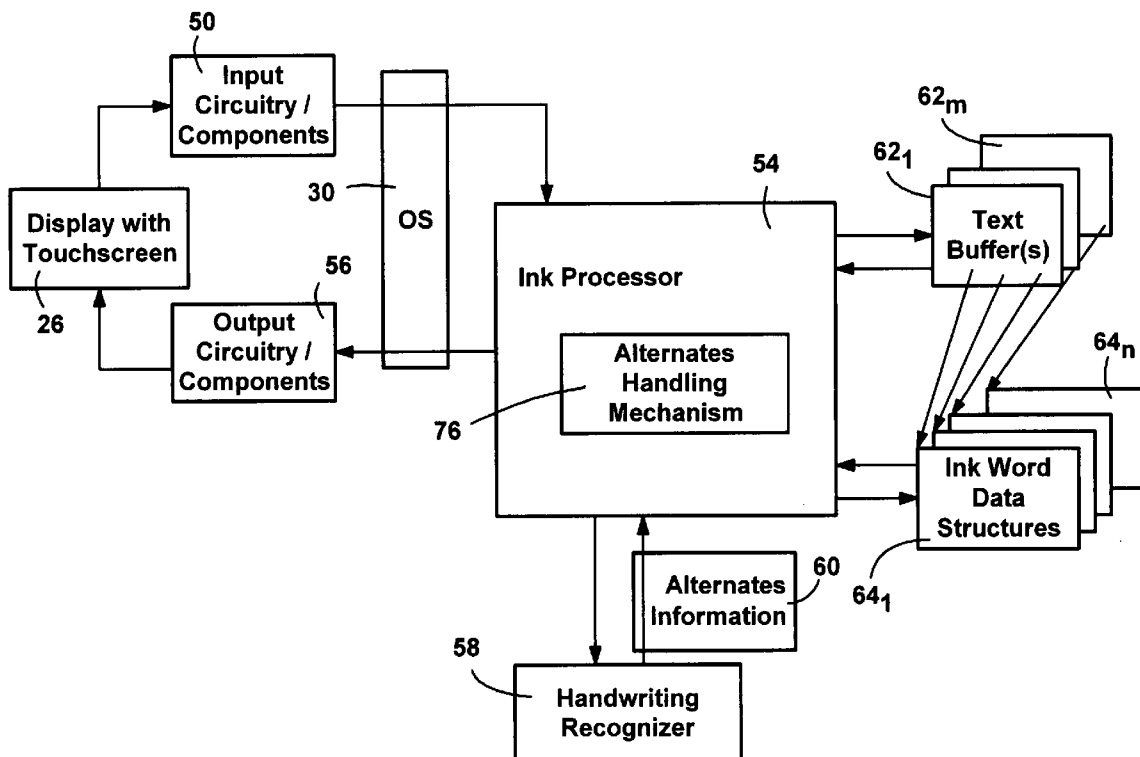 50
Input
Circuitry /
Components
30
OS
Display with
Touchscreen
26
56
Output
Circuitry /
Components
54
Ink Processor
Alternates
Handling
Mechanism
76
62m
621
Text
Buffer(s)
64n
Ink Word
Data
Structures
641
Alternates
Information
60
58
Handwriting
Recognizer